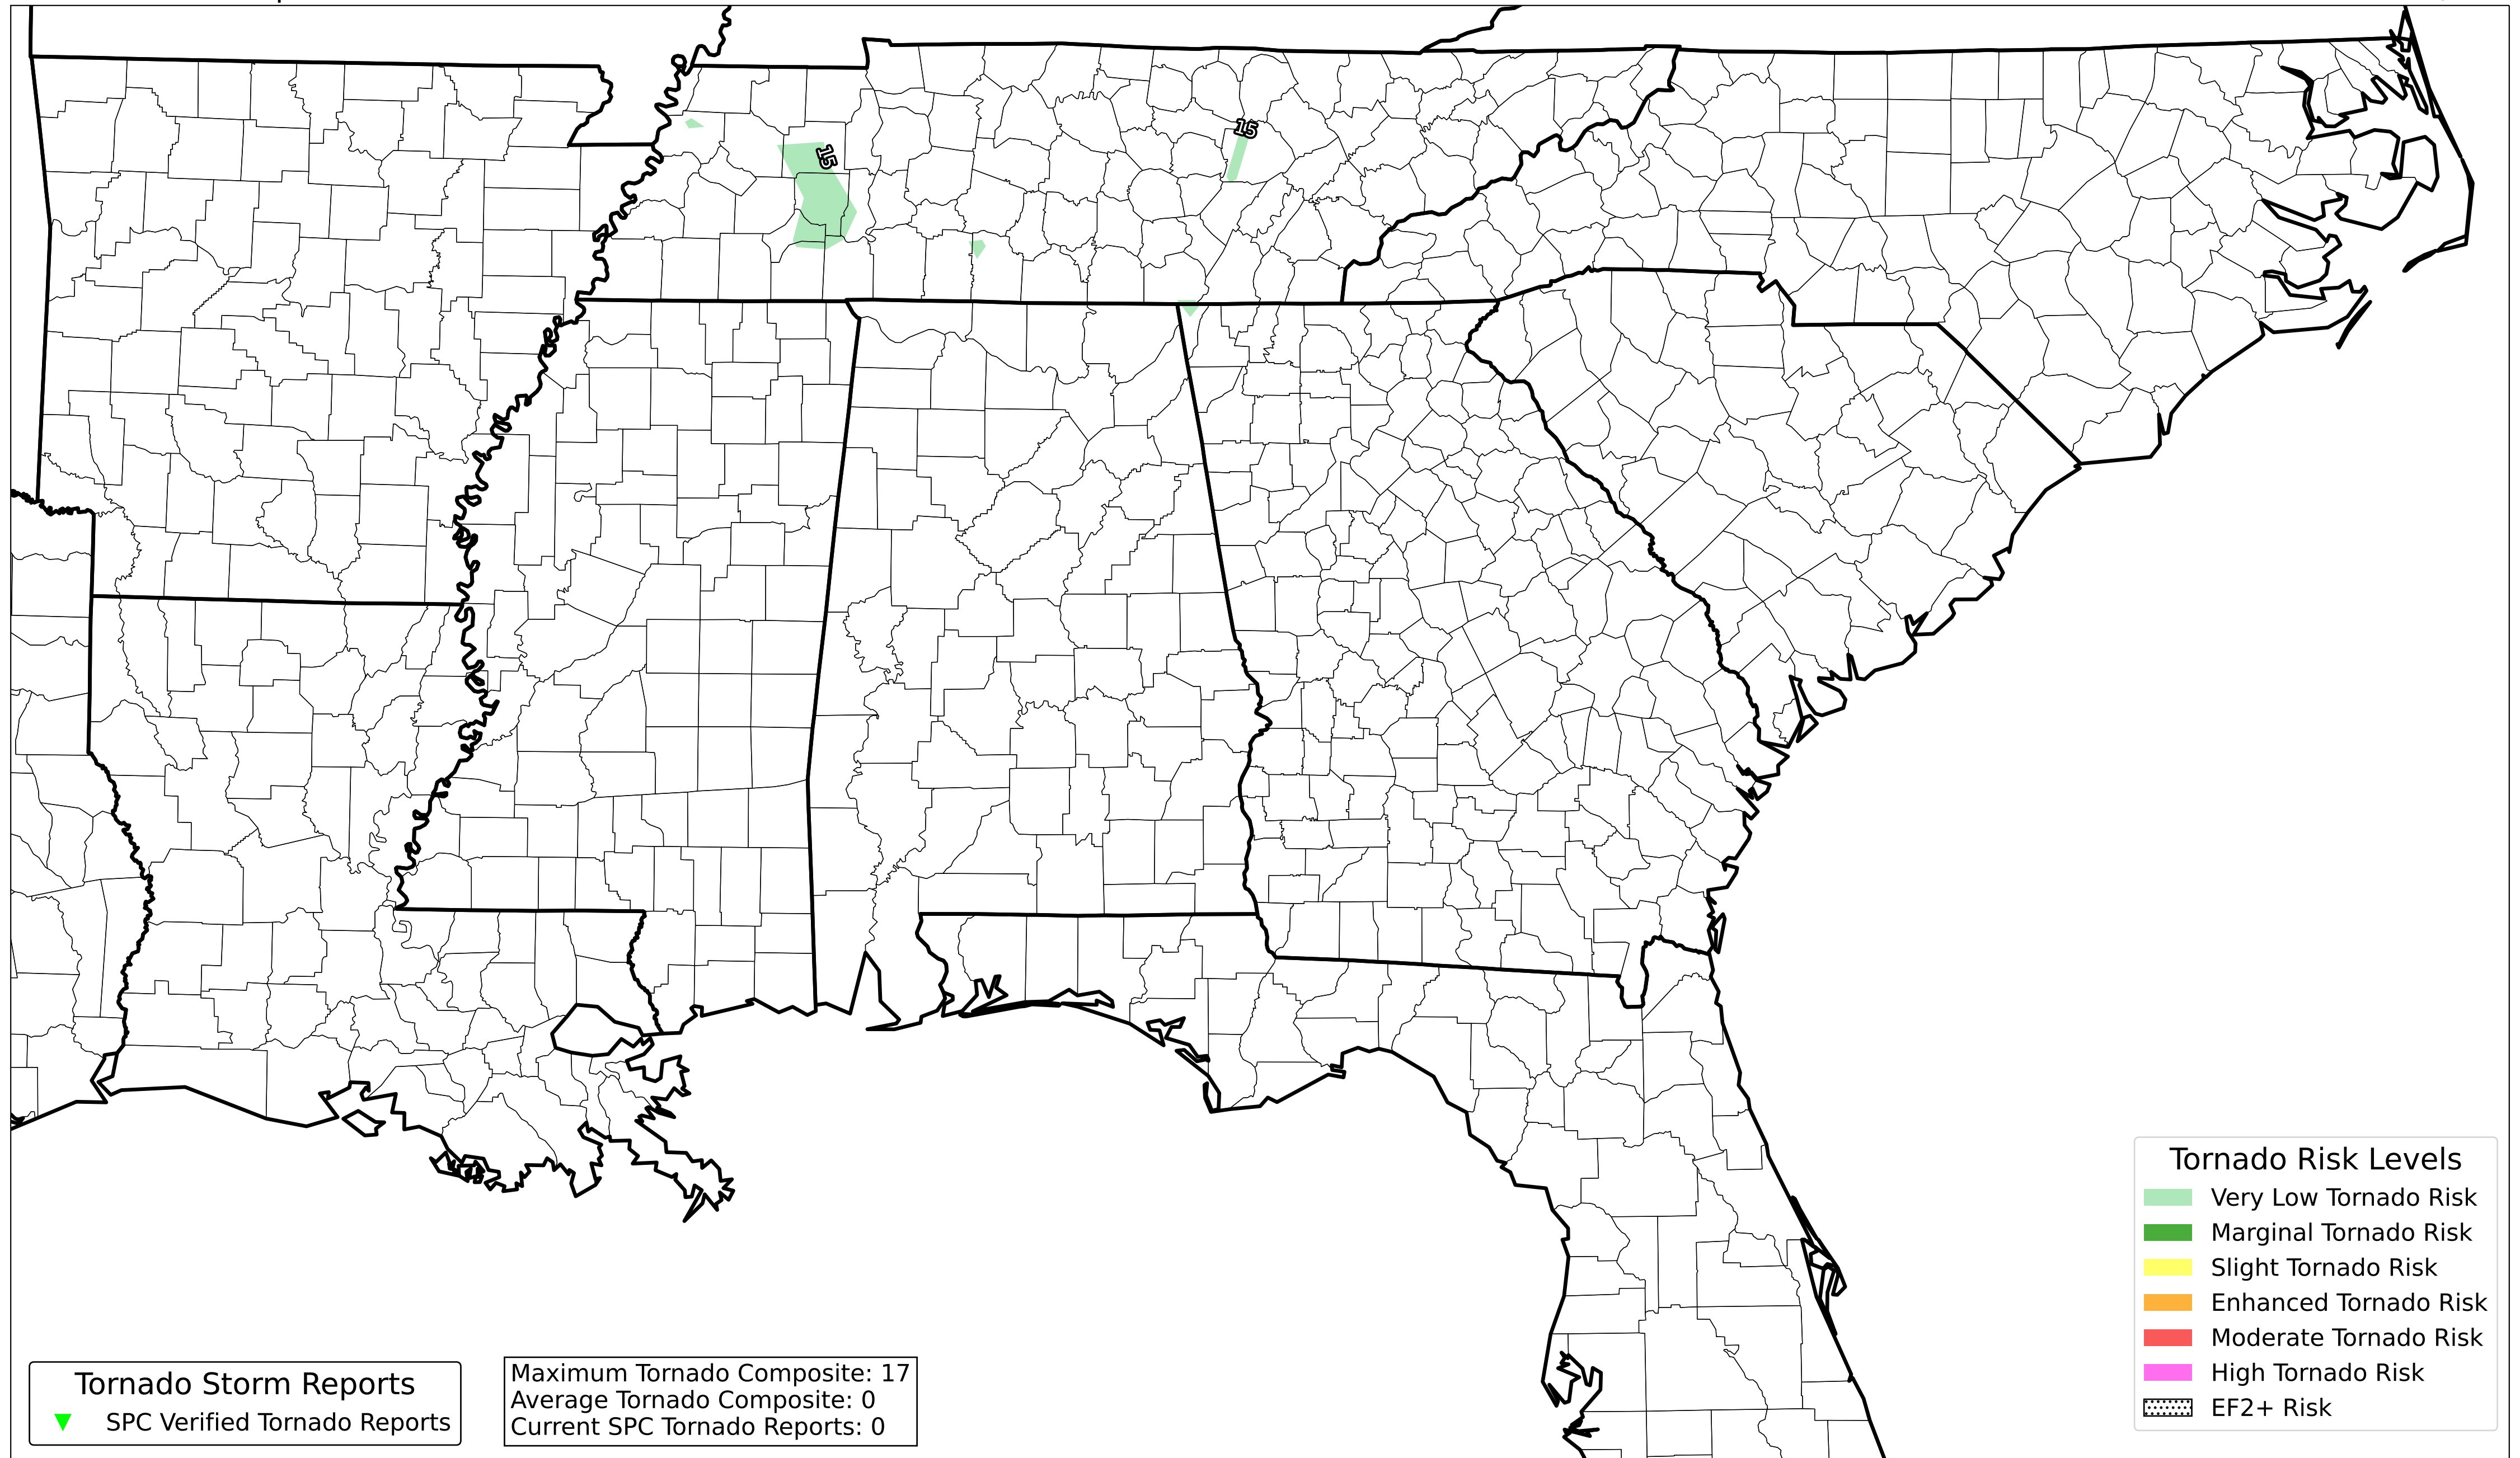 15
15
Tornado Risk Levels
Very Low Tornado Risk
Marginal Tornado Risk
Slight Tornado Risk
Enhanced Tornado Risk
Moderate Tornado Risk
High Tornado Risk
EF2+ Risk
Tornado Storm Reports
SPC Verified Tornado Reports
Maximum Tornado Composite: 17
Average Tornado Composite: 0
Current SPC Tornado Reports: 0